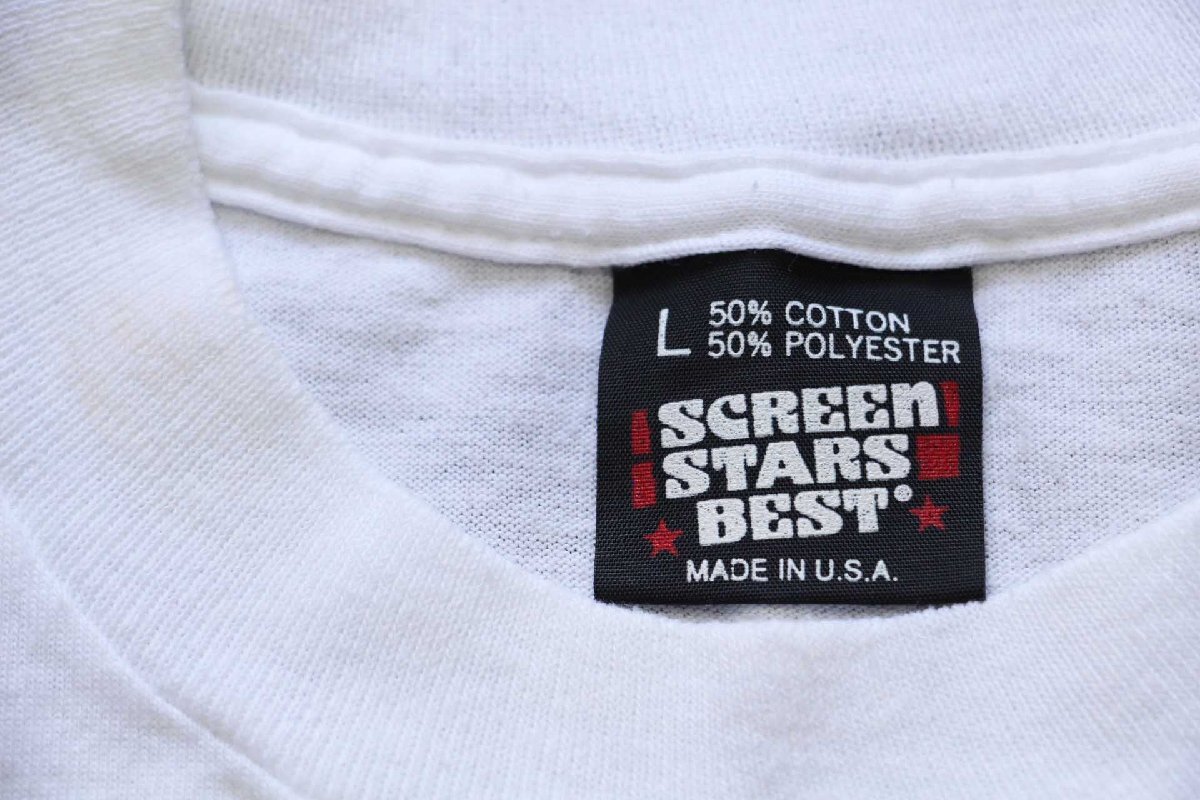 L 50% COTTON
50% POLYESTER
SCREEn
STARS
BEST®
MADE IN U.S.A.